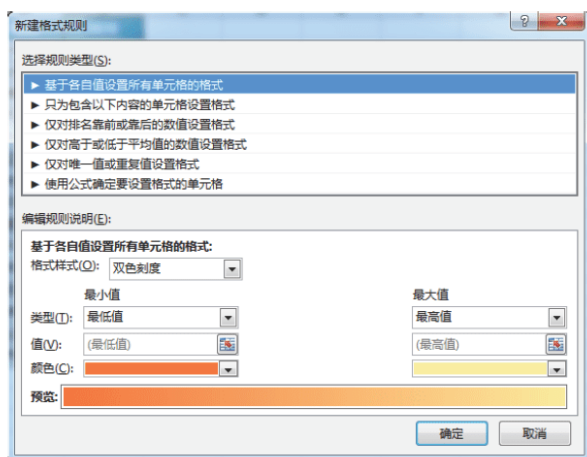 新建格式规则
选择规则类型(S):
► 基于各自值设置所有单元格的格式
► 只为包含以下内容的单元格设置格式
► 仅对排名靠前或靠后的数值设置格式
► 仅对高于或低于平均值的数值设置格式
► 仅对唯一值或重复值设置格式
► 使用公式确定要设置格式的单元格
编辑规则说明(E):
基于各自值设置所有单元格的格式:
格式样式(O): 双色刻度
最小值 最大值
类型(T): 最低值 最高值
值(V): (最低值) (最高值)
颜色(C):
预览:
确定 取消